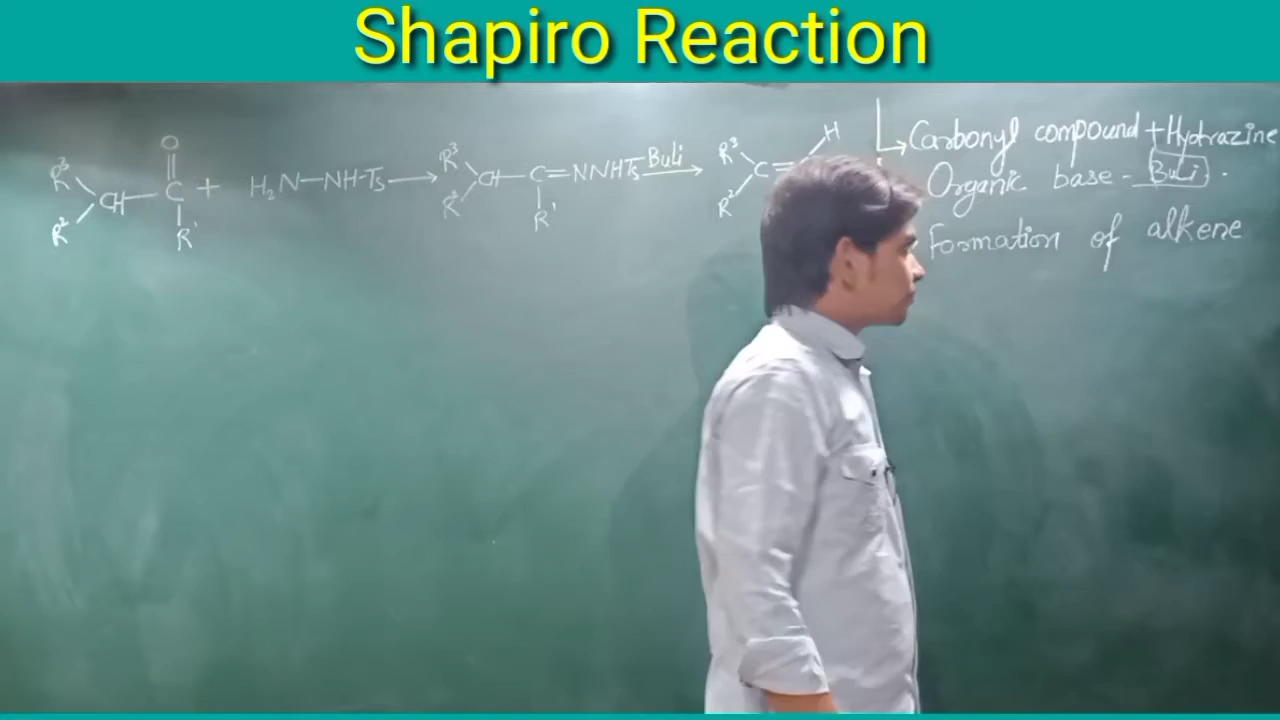 Shapiro Reaction
R³ R² CH—C(=O)—R' + H₂N—NH-Ts ⟶ R³ R² CH—C(R')=NNHTs —BuLi⟶ R³ R² C= H
Carbonyl compound + Hydrazine
Organic base - BuLi .
Formation of alkene